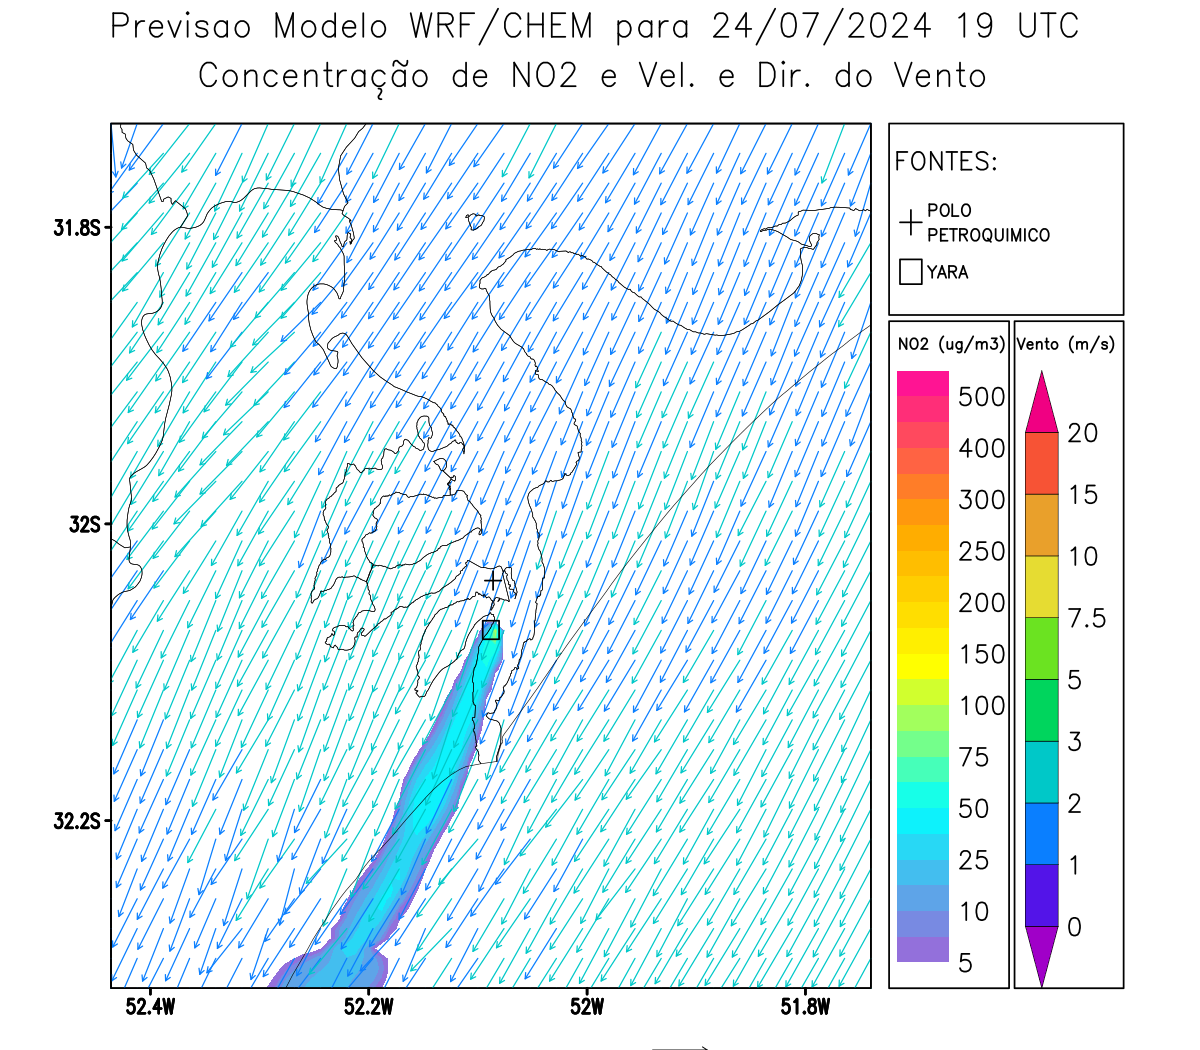 Previsao Modelo WRF/CHEM para 24/07/2024 19 UTC
Concentração de NO2 e Vel. e Dir. do Vento
FONTES:
POLO
PETROQUIMICO
YARA
31.8S
32S
32.2S
52.4W
52.2W
52W
51.8W
NO2 (ug/m3)
500
400
300
250
200
150
100
75
50
25
10
5
Vento (m/s)
20
15
10
7.5
5
3
2
1
0